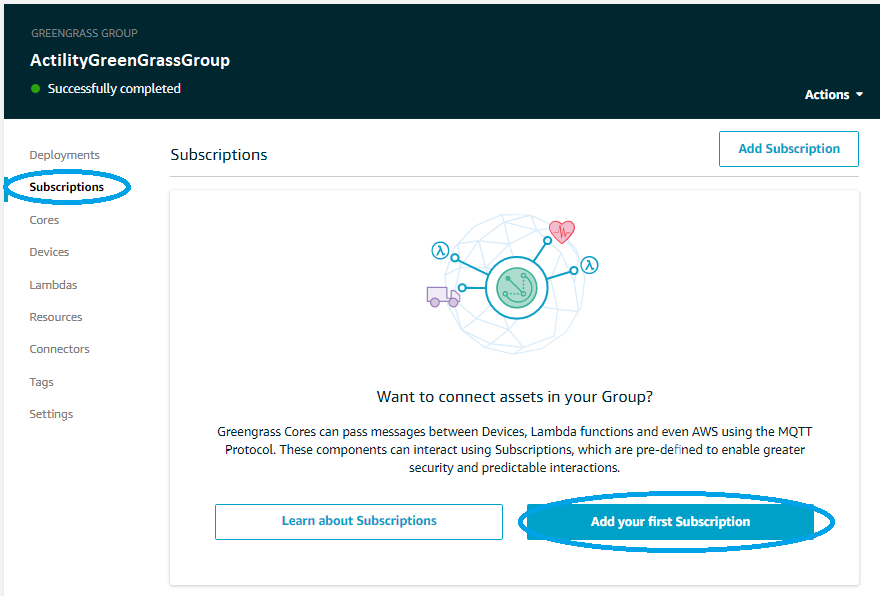 GREENGRASS GROUP
ActilityGreenGrassGroup
Successfully completed
Actions
Deployments
Subscriptions
Cores
Devices
Lambdas
Resources
Connectors
Tags
Settings
Subscriptions
Add Subscription
λ
λ
Want to connect assets in your Group?
Greengrass Cores can pass messages between Devices, Lambda functions and even AWS using the MQTT
Protocol. These components can interact using Subscriptions, which are pre-defined to enable greater
security and predictable interactions.
Learn about Subscriptions
Add your first Subscription